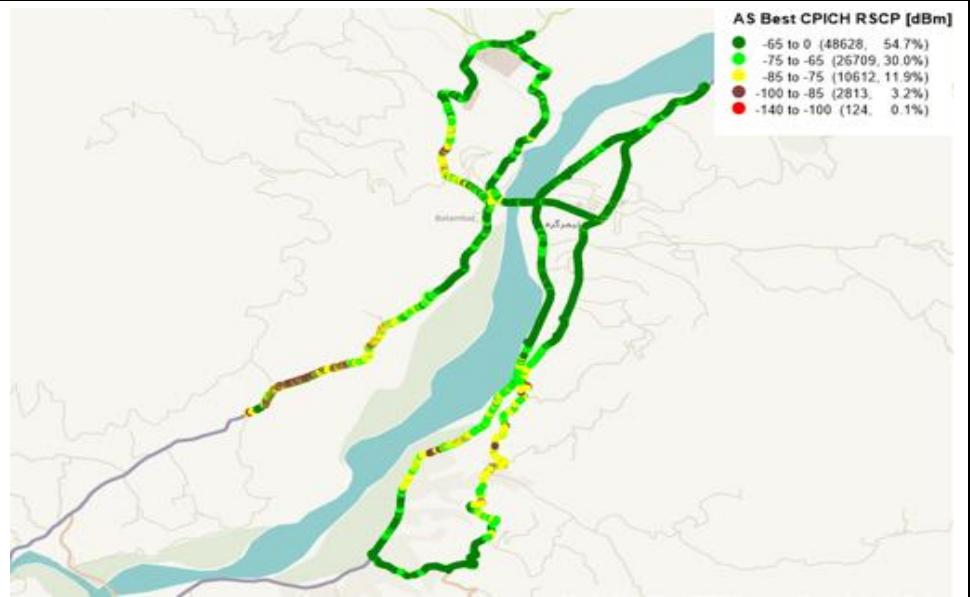 AS Best CPICH RSCP [dBm]
-65 to 0 (48628, 54.7%)
-75 to -65 (26709, 30.0%)
-85 to -75 (10612, 11.9%)
-100 to -85 (2813, 3.2%)
-140 to -100 (124, 0.1%)
Balambat